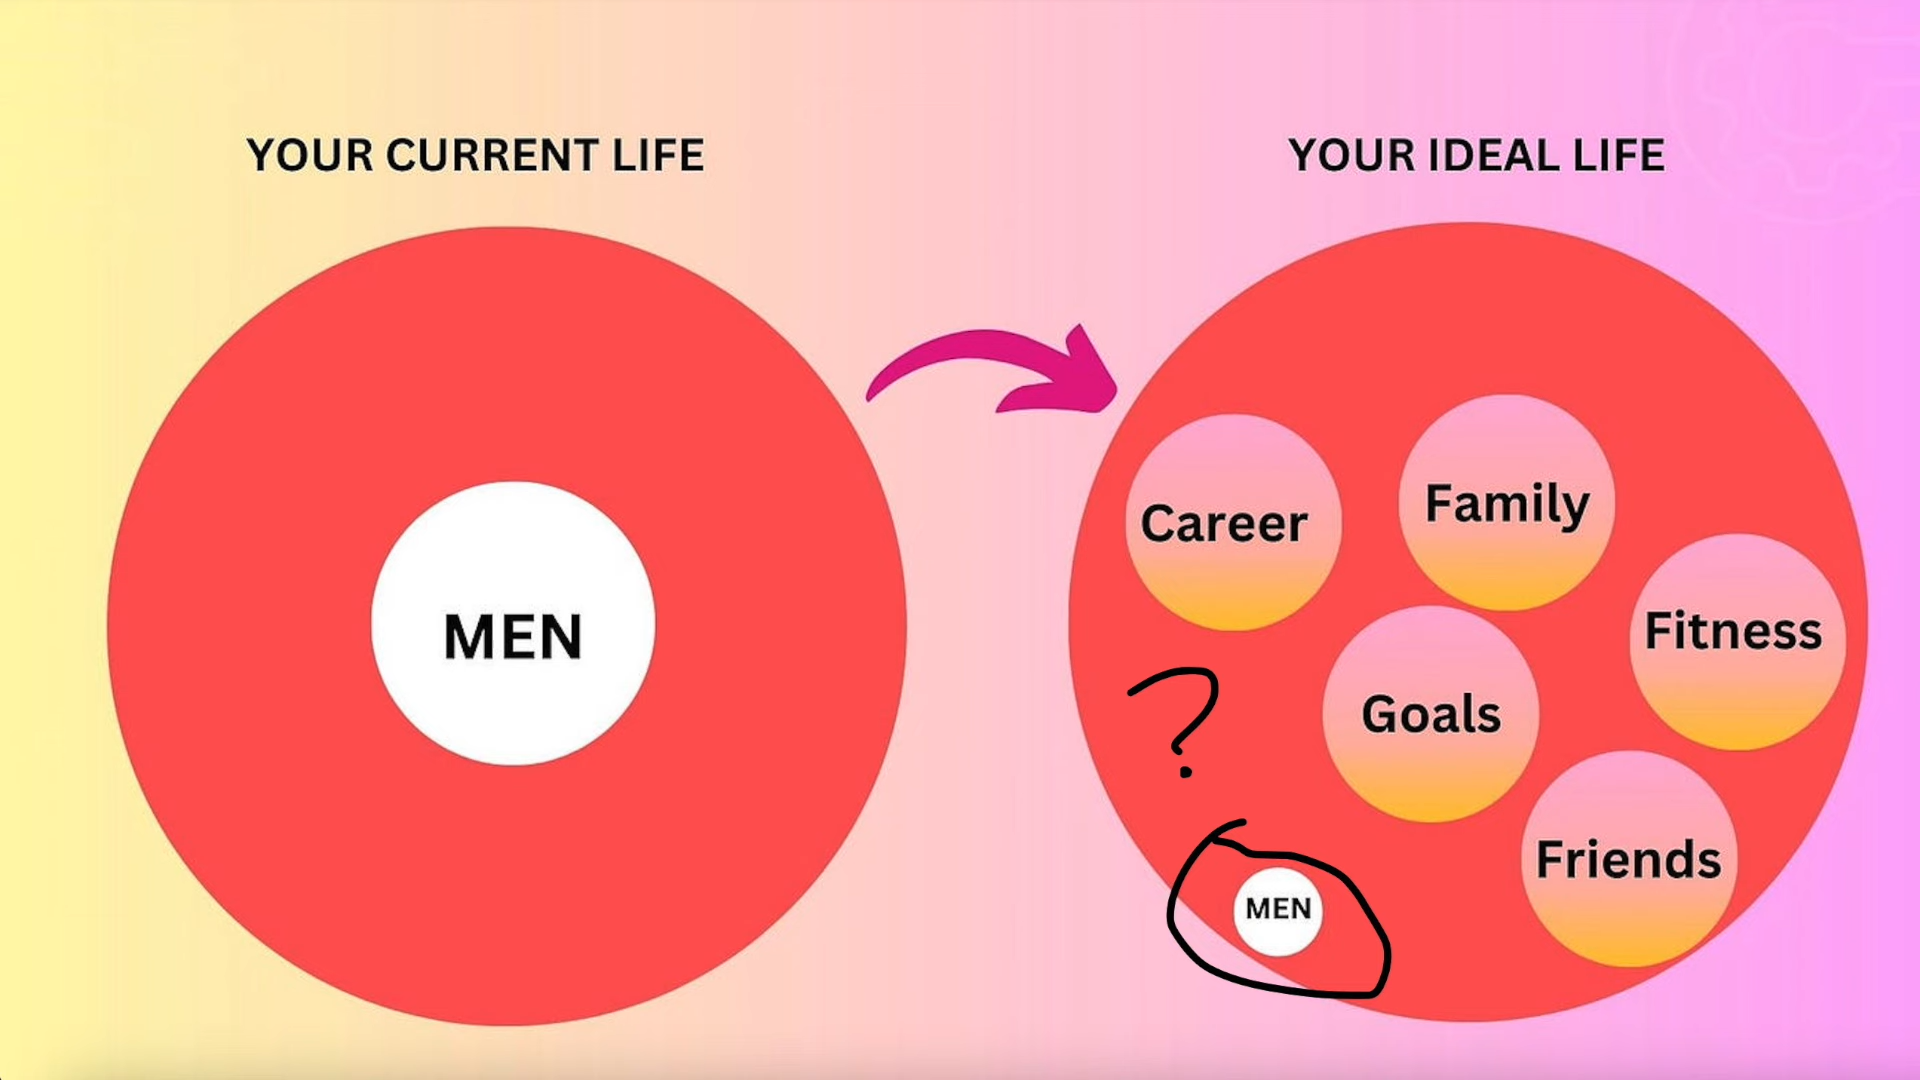 YOUR CURRENT LIFE
MEN
YOUR IDEAL LIFE
Career
Family
Fitness
?
Goals
Friends
MEN